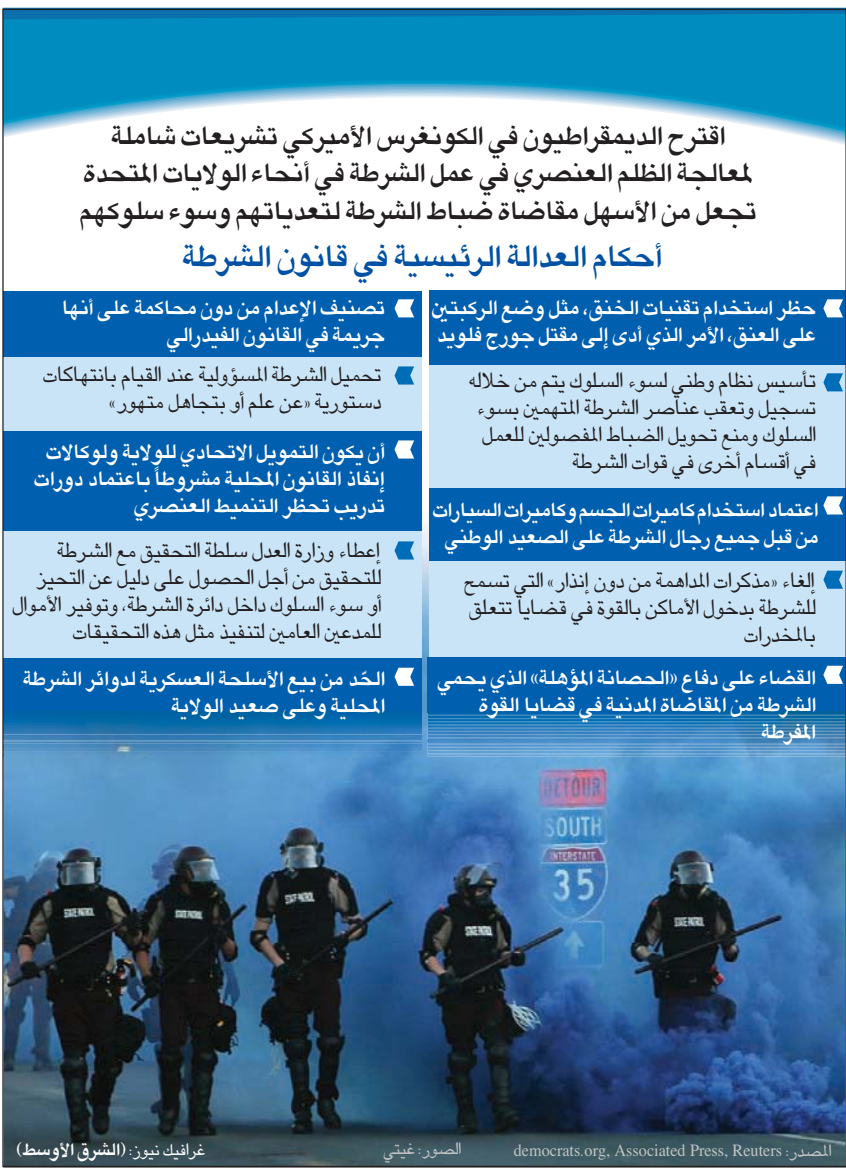 اقترح الديمقراطيون في الكونغرس الأميركي تشريعات شاملة
لمعالجة الظلم العنصري في عمل الشرطة في أنحاء الولايات المتحدة
تجعل من الأسهل مقاضاة ضباط الشرطة لتعدياتهم وسوء سلوكهم
أحكام العدالة الرئيسية في قانون الشرطة
حظر استخدام تقنيات الخنق، مثل وضع الركبتين
على العنق، الأمر الذي أدى إلى مقتل جورج فلويد
تأسيس نظام وطني لسوء السلوك يتم من خلاله
تسجيل وتعقب عناصر الشرطة المتهمين بسوء
السلوك ومنع تحويل الضباط المفصولين للعمل
في أقسام أخرى في قوات الشرطة
اعتماد استخدام كاميرات الجسم وكاميرات السيارات
من قبل جميع رجال الشرطة على الصعيد الوطني
إلغاء «مذكرات المداهمة من دون إنذار» التي تسمح
للشرطة بدخول الأماكن بالقوة في قضايا تتعلق
بالمخدرات
القضاء على دفاع «الحصانة المؤهلة» الذي يحمي
الشرطة من المقاضاة المدنية في قضايا القوة
المفرطة
تصنيف الإعدام من دون محاكمة على أنها
جريمة في القانون الفيدرالي
تحميل الشرطة المسؤولية عند القيام بانتهاكات
دستورية «عن علم أو بتجاهل متهور»
أن يكون التمويل الاتحادي للولاية ولوكالات
إنفاذ القانون المحلية مشروطاً باعتماد دورات
تدريب تحظر التنميط العنصري
إعطاء وزارة العدل سلطة التحقيق مع الشرطة
للتحقيق من أجل الحصول على دليل عن التحيز
أو سوء السلوك داخل دائرة الشرطة، وتوفير الأموال
للمدعين العامين لتنفيذ مثل هذه التحقيقات
الحّد من بيع الأسلحة العسكرية لدوائر الشرطة
المحلية وعلى صعيد الولاية
DETOUR
SOUTH
INTERSTATE
35
STATE PATROL
STATE PATROL
STATE PATROL
STATE PATROL
STATE PATROL
المصدر: democrats.org, Associated Press, Reuters الصور: غيتي غرافيك نيوز: (الشرق الأوسط)